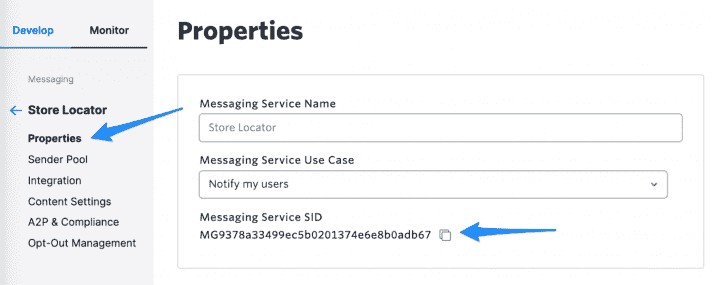 Develop Monitor
Properties
Messaging
Store Locator
Properties
Sender Pool
Integration
Content Settings
A2P & Compliance
Opt-Out Management
Messaging Service Name
Store Locator
Messaging Service Use Case
Notify my users
Messaging Service SID
MG9378a33499ec5b0201374e6e8b0adb67